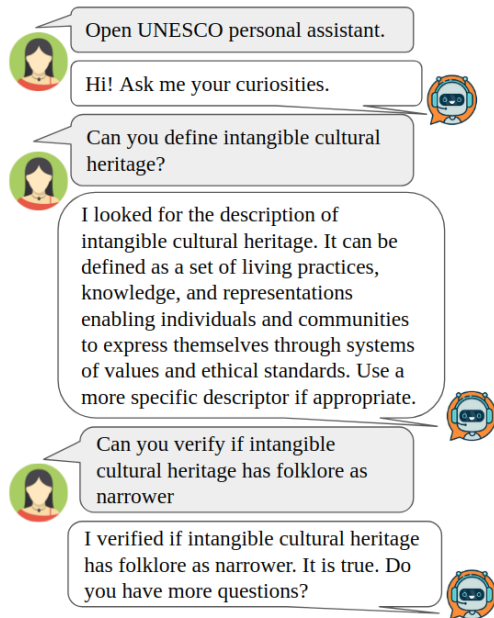 Open UNESCO personal assistant.
Hi! Ask me your curiosities.
Can you define intangible cultural
heritage?
I looked for the description of
intangible cultural heritage. It can be
defined as a set of living practices,
knowledge, and representations
enabling individuals and communities
to express themselves through systems
of values and ethical standards. Use a
more specific descriptor if appropriate.
Can you verify if intangible
cultural heritage has folklore as
narrower
I verified if intangible cultural heritage
has folklore as narrower. It is true. Do
you have more questions?